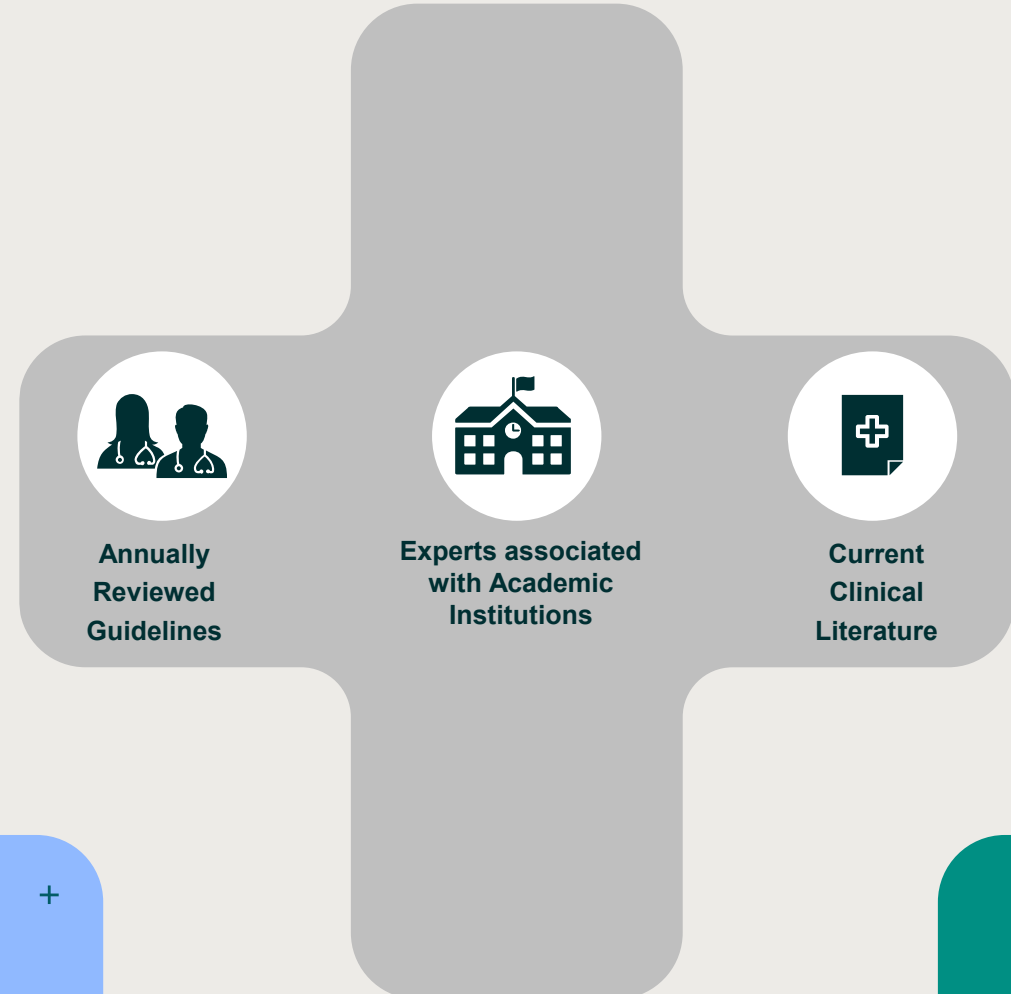 Annually
Reviewed
Guidelines
Experts associated
with Academic
Institutions
Current
Clinical
Literature
+